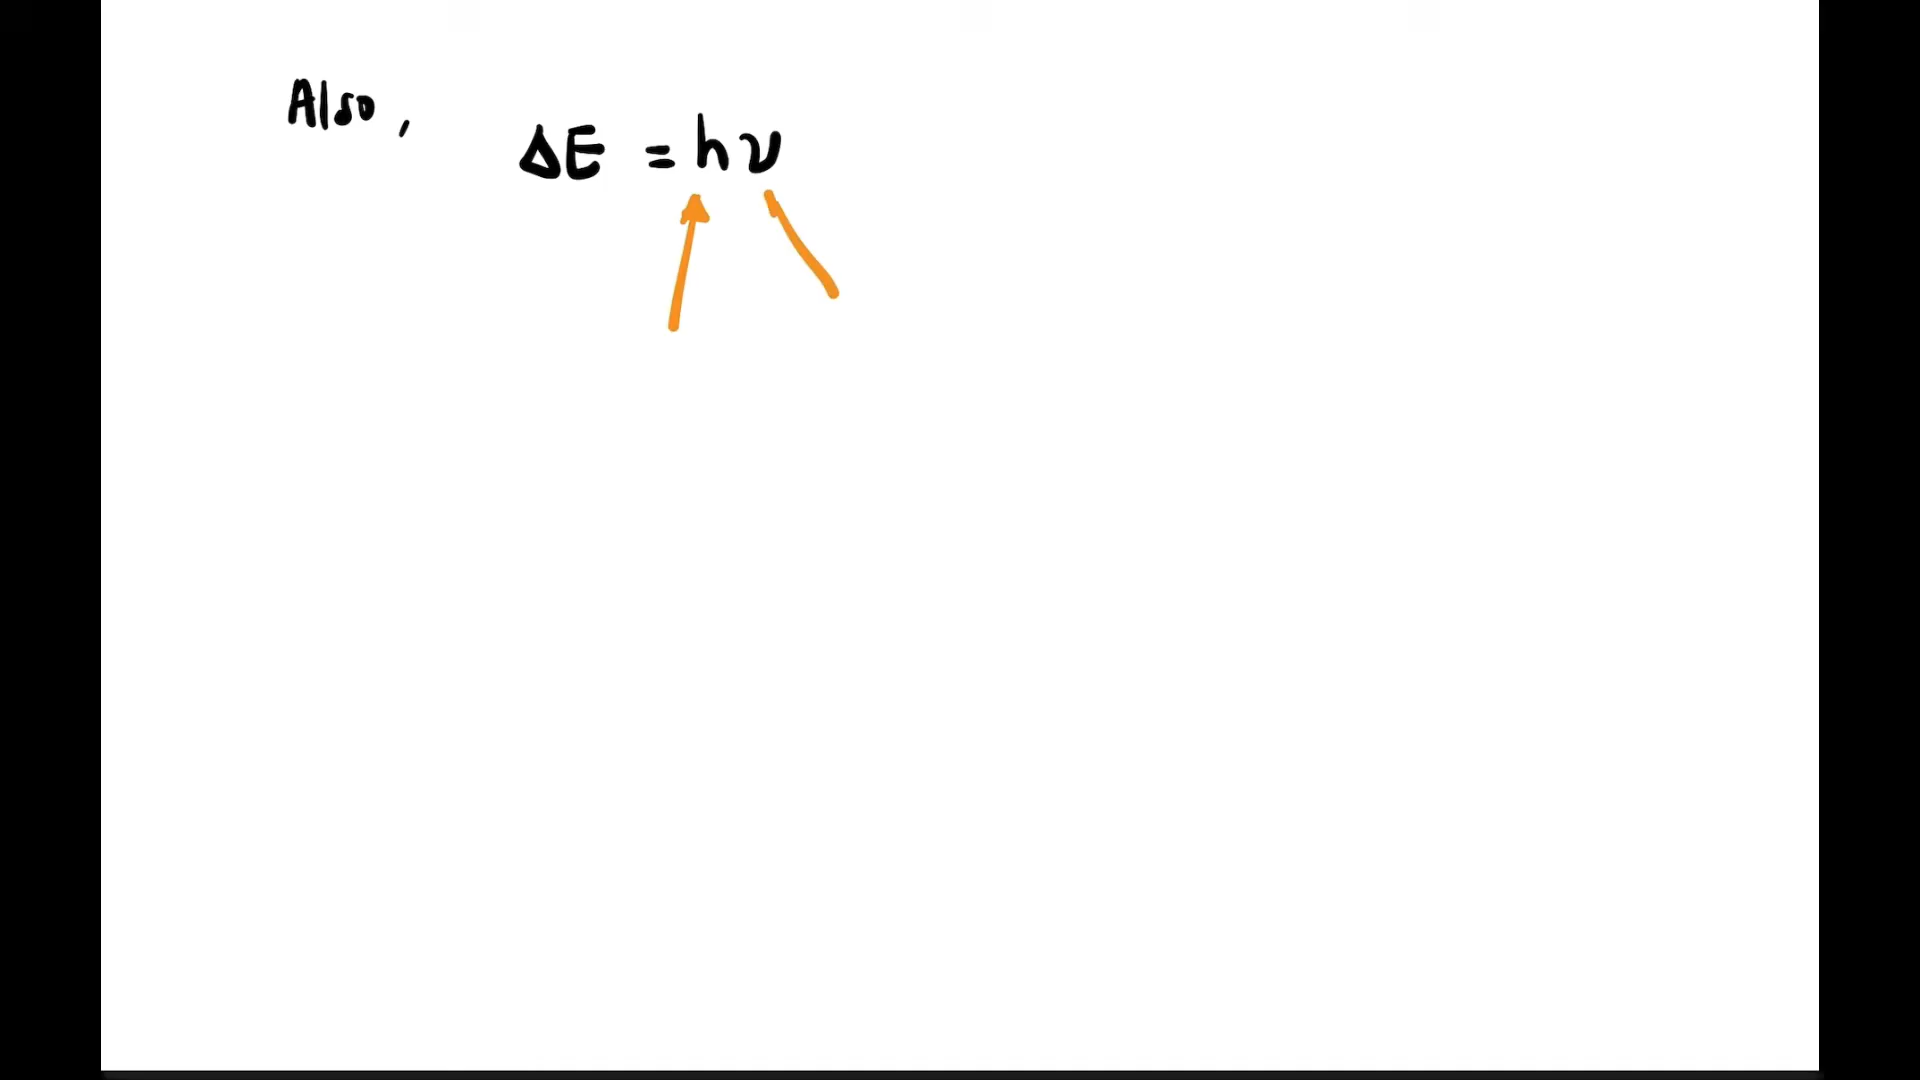 Also,
ΔE = hν